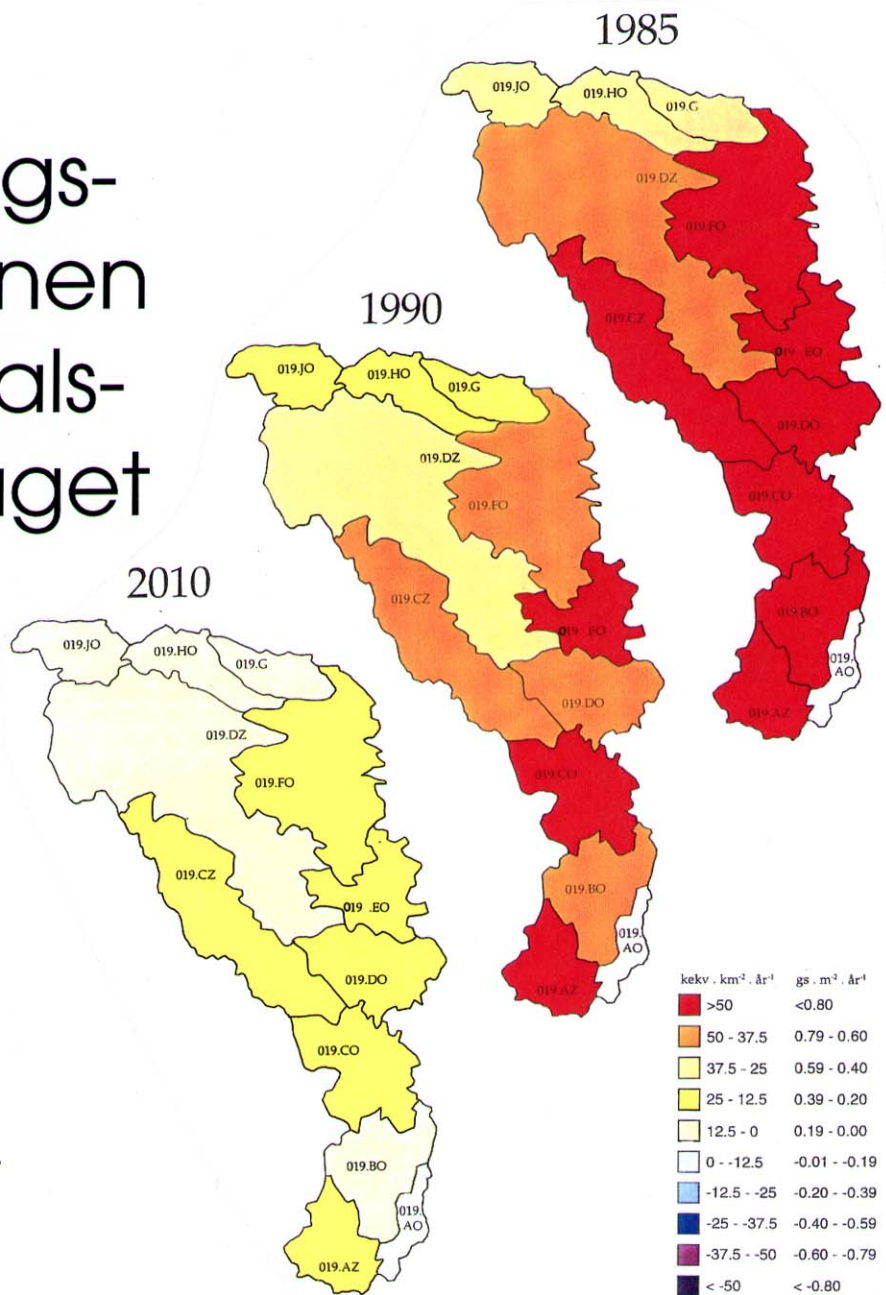 gs-
nen
als-
get
1985
019.JO
019.HO
019.G
019.DZ
019.FO
019.CZ
019 .EO
019.DO
019.CO
019.BO
019.
AO
019.AZ
1990
019.JO
019.HO
019.G
019.DZ
019.FO
019.CZ
019 .EO
019.DO
019.CO
019.BO
019.
AO
019.AZ
2010
019.JO
019.HO
019.G
019.DZ
019.FO
019.CZ
019 .EO
019.DO
019.CO
019.BO
019.
AO
019.AZ
kekv . km⁻² . år⁻¹ gs . m⁻² . år⁻¹
>50 <0.80
50 - 37.5 0.79 - 0.60
37.5 - 25 0.59 - 0.40
25 - 12.5 0.39 - 0.20
12.5 - 0 0.19 - 0.00
0 - -12.5 -0.01 - -0.19
-12.5 - -25 -0.20 - -0.39
-25 - -37.5 -0.40 - -0.59
-37.5 - -50 -0.60 - -0.79
< -50 < -0.80